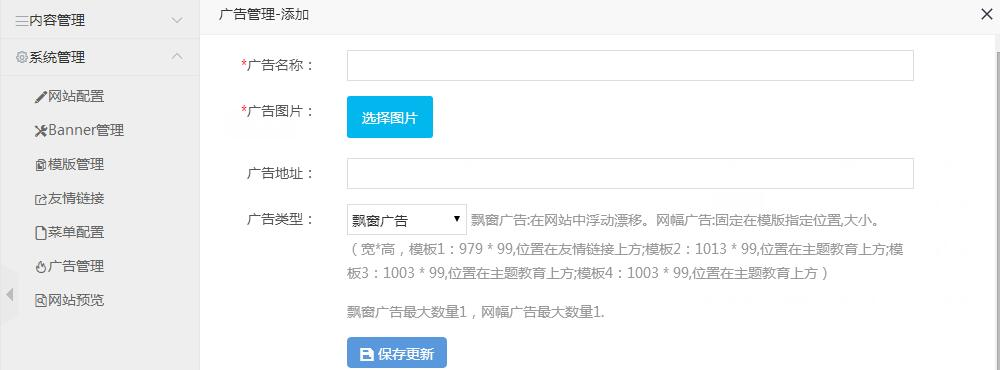 内容管理
系统管理
网站配置
Banner管理
模版管理
友情链接
菜单配置
广告管理
网站预览
广告管理-添加
*广告名称：
*广告图片：
选择图片
广告地址：
广告类型：
飘窗广告
飘窗广告:在网站中浮动漂移。网幅广告:固定在模版指定位置,大小。
（宽*高，模板1：979 * 99,位置在友情链接上方;模板2：1013 * 99,位置在主题教育上方;模
板3：1003 * 99,位置在主题教育上方;模板4：1003 * 99,位置在主题教育上方）
飘窗广告最大数量1，网幅广告最大数量1.
保存更新